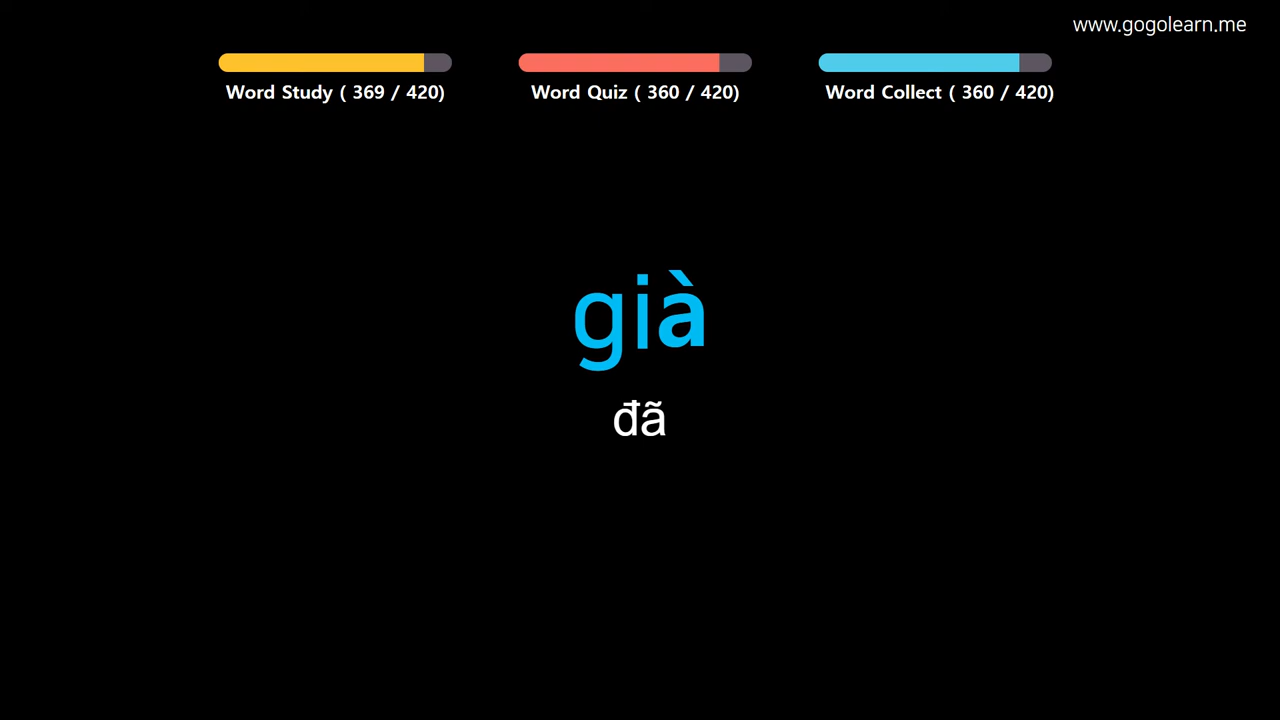 www.gogolearn.me
Word Study ( 369 / 420)
Word Quiz ( 360 / 420)
Word Collect ( 360 / 420)
già
đã